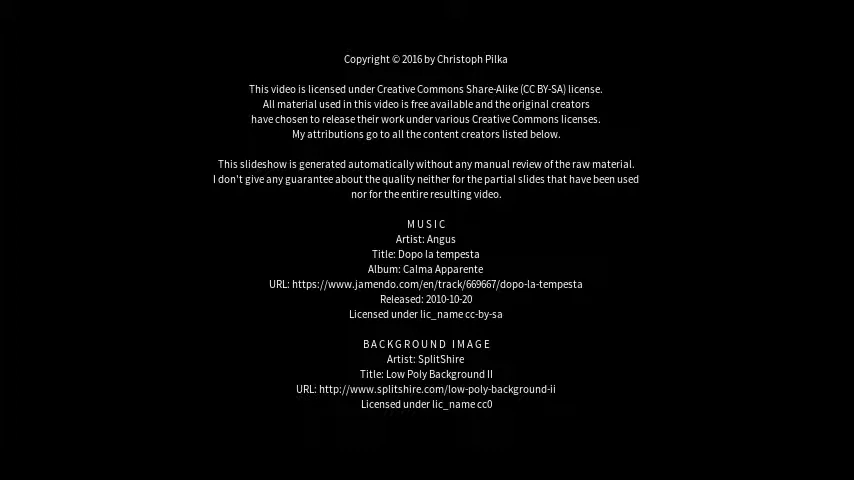 Copyright © 2016 by Christoph Pilka
This video is licensed under Creative Commons Share-Alike (CC BY-SA) license.
All material used in this video is free available and the original creators
have chosen to release their work under various Creative Commons licenses.
My attributions go to all the content creators listed below.
This slideshow is generated automatically without any manual review of the raw material.
I don't give any guarantee about the quality neither for the partial slides that have been used
nor for the entire resulting video.
MUSIC
Artist: Angus
Title: Dopo la tempesta
Album: Calma Apparente
URL: https://www.jamendo.com/en/track/669667/dopo-la-tempesta
Released: 2010-10-20
Licensed under lic_name cc-by-sa
BACKGROUND IMAGE
Artist: SplitShire
Title: Low Poly Background II
URL: http://www.splitshire.com/low-poly-background-ii
Licensed under lic_name cc0